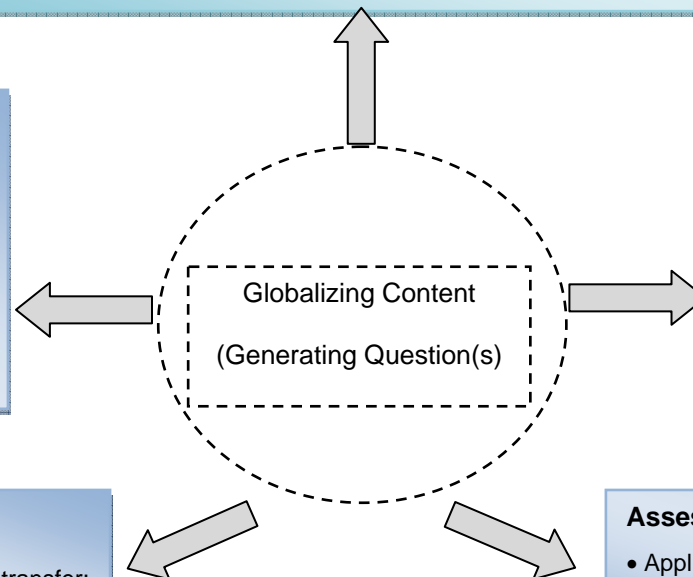 Globalizing Content
(Generating Question(s)
transfer:
Asses
• Appl